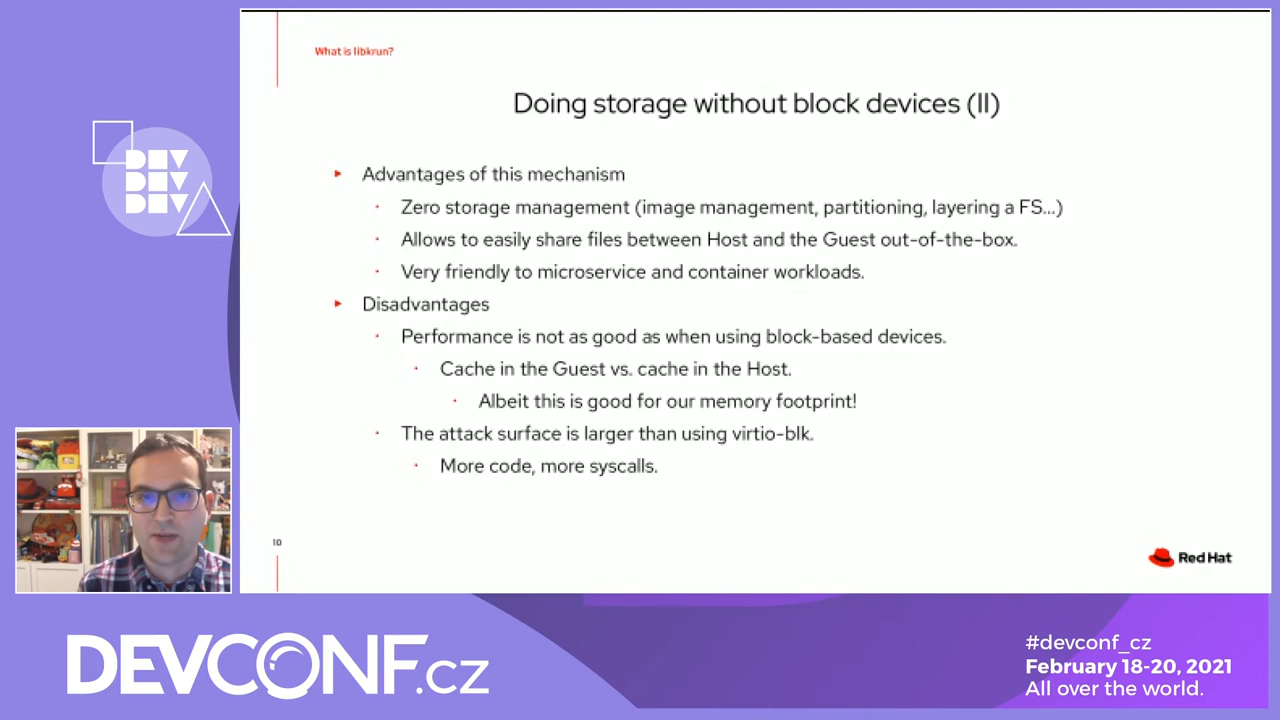 What is libkrun?
Doing storage without block devices (II)
Advantages of this mechanism
Zero storage management (image management, partitioning, layering a FS...)
Allows to easily share files between Host and the Guest out-of-the-box.
Very friendly to microservice and container workloads.
Disadvantages
Performance is not as good as when using block-based devices.
Cache in the Guest vs. cache in the Host.
Albeit this is good for our memory footprint!
The attack surface is larger than using virtio-blk.
More code, more syscalls.
10
Red Hat
DEV
DEV
DEV
DEVCONF.cz
#devconf_cz
February 18-20, 2021
All over the world.